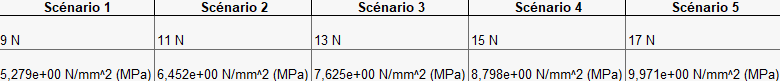 Scénario 1 Scénario 2 Scénario 3 Scénario 4 Scénario 5
9 N 11 N 13 N 15 N 17 N
5,279e+00 N/mm^2 (MPa) 6,452e+00 N/mm^2 (MPa) 7,625e+00 N/mm^2 (MPa) 8,798e+00 N/mm^2 (MPa) 9,971e+00 N/mm^2 (MPa)